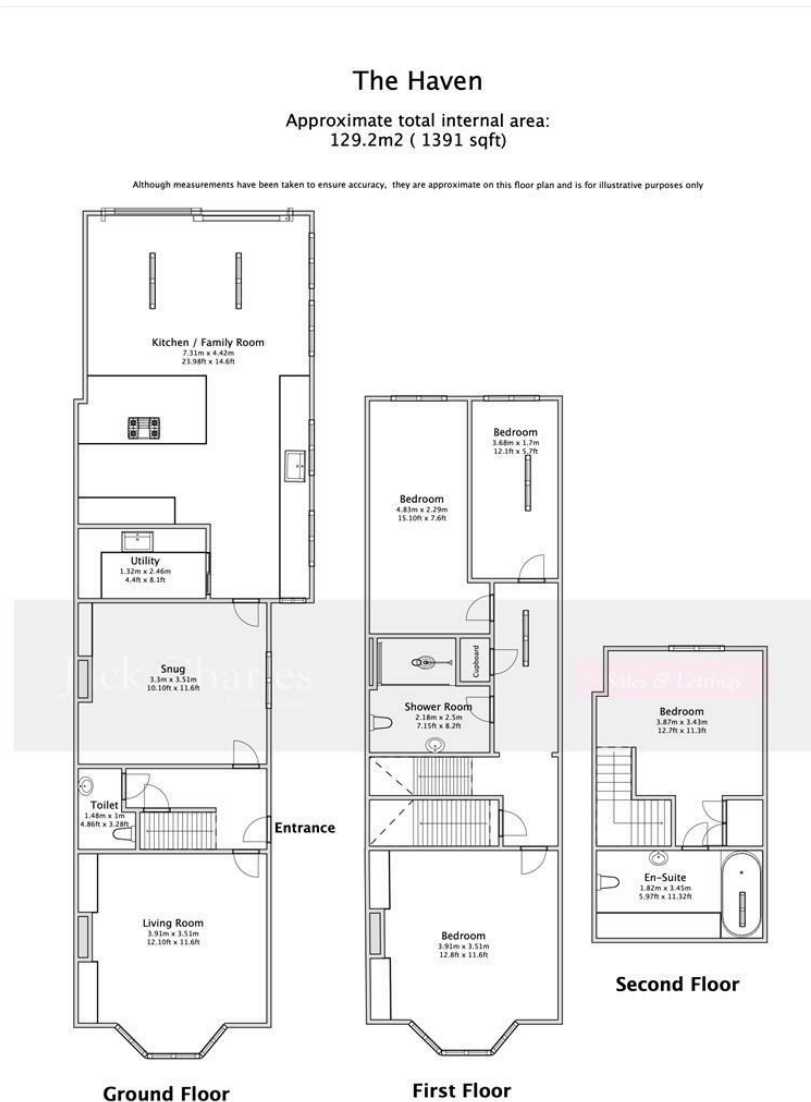 The Haven
Approximate total internal area:
129.2m2 ( 1391 sqft)
Although measurements have been taken to ensure accuracy, they are approximate on this floor plan and is for illustrative purposes only
Kitchen / Family Room
7.31m x 4.42m
23.98ft x 14.6ft
Utility
1.32m x 2.46m
4.4ft x 8.1ft
Snug
3.3m x 3.51m
10.10ft x 11.6ft
Toilet
1.48m x 1m
4.86ft x 3.28ft
Entrance
Living Room
3.91m x 3.51m
12.10ft x 11.6ft
Ground Floor
Bedroom
3.68m x 1.7m
12.1ft x 5.7ft
Bedroom
4.83m x 2.29m
15.10ft x 7.6ft
Cupboard
Shower Room
2.18m x 2.5m
7.15ft x 8.2ft
Bedroom
3.91m x 3.51m
12.8ft x 11.6ft
First Floor
Bedroom
3.87m x 3.43m
12.7ft x 11.3ft
En-Suite
1.82m x 3.45m
5.97ft x 11.32ft
Second Floor
Jack Charles
Sales & Lettings